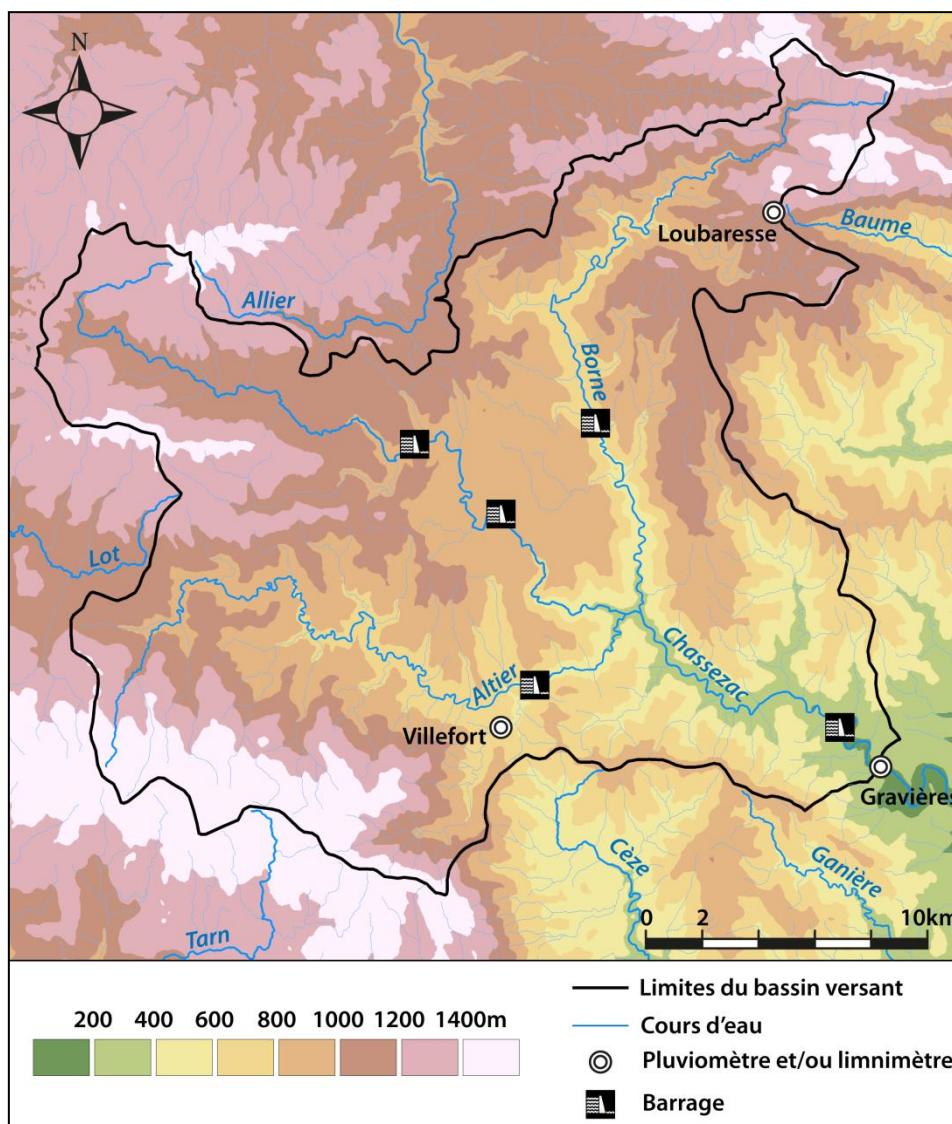 N
Loubaresse
Baume
Allier
Borne
Lot
Chassezac
Altier
Villefort
Gravières
Cèze
Ganière
Tarn
0 2 10km
200 400 600 800 1000 1200 1400m
Limites du bassin versant
Cours d'eau
Pluviomètre et/ou limnimètre
Barrage